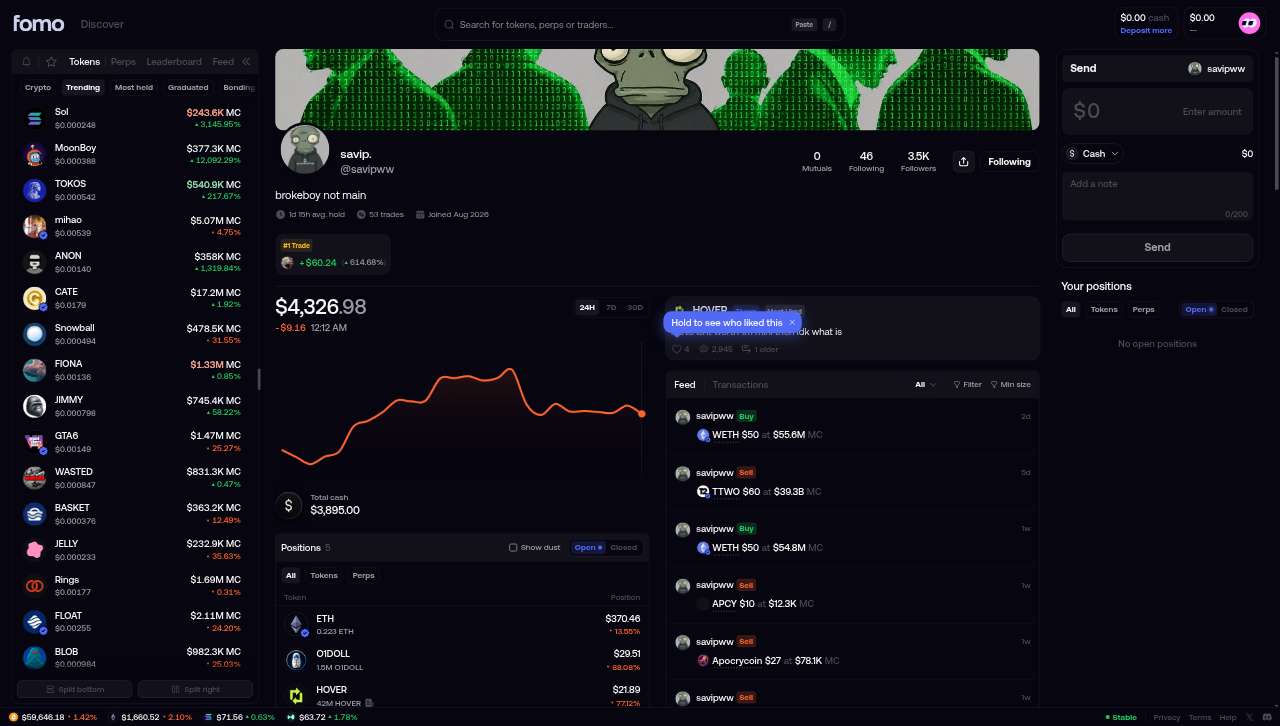 fomo
Discover
Search for tokens, perps or traders...
Paste
/
$0.00 cash
Deposit more
$0.00
—
Tokens Perps Leaderboard Feed
Crypto Trending Most held Graduated Bonding
Sol $243.6K MC
$0.000248 3,145.95%
MoonBoy $377.3K MC
$0.000388 12,092.29%
TOKOS $540.9K MC
$0.000542 217.67%
mihao $5.07M MC
$0.00539 4.75%
ANON $358K MC
$0.00140 1,319.84%
CATE $17.2M MC
$0.0179 1.92%
Snowball $478.5K MC
$0.000494 31.55%
FIONA $1.33M MC
$0.00136 0.85%
JIMMY $745.4K MC
$0.000798 58.22%
GTA6 $1.47M MC
$0.00149 25.27%
WASTED $831.3K MC
$0.000847 0.47%
BASKET $363.2K MC
$0.000376 12.49%
JELLY $232.9K MC
$0.000233 35.63%
Rings $1.69M MC
$0.00177 0.31%
FLOAT $2.11M MC
$0.00255 24.20%
BLOB $982.3K MC
$0.000984 25.03%
Split bottom Split right
savip.
@savipww
0 46 3.5K
Mutuals Following Followers
Following
brokeboy not main
1d 15h avg. hold 53 trades Joined Aug 2026
#1 Trade
+$60.24 614.68%
$4,326.98
-$9.16 12:12 AM
24H 7D 30D
$
Total cash
$3,895.00
Positions 5
Show dust Open Closed
All Tokens Perps
Token Position
ETH $370.46
0.223 ETH 13.55%
O1DOLL $29.51
1.5M O1DOLL 88.08%
HOVER $21.89
42M HOVER 77.12%
HOVER
Hold to see who liked this ×
idk what is
4 2,945 1 older
Feed Transactions
All Filter Min size
savipww Buy 2d
WETH $50 at $55.6M MC
savipww Sell 5d
TTWO $60 at $39.3B MC
savipww Buy 1w
WETH $50 at $54.8M MC
savipww Sell 1w
APCY $10 at $12.3K MC
savipww Sell 1w
Apocrycoin $27 at $78.1K MC
savipww Sell 1w
Send savipww
$0 Enter amount
$ Cash $0
Add a note
0/200
Send
Your positions
All Tokens Perps Open Closed
No open positions
$59,646.18 1.42% $1,660.52 2.10% $71.56 0.63% $63.72 1.78%
Stable Privacy Terms Help